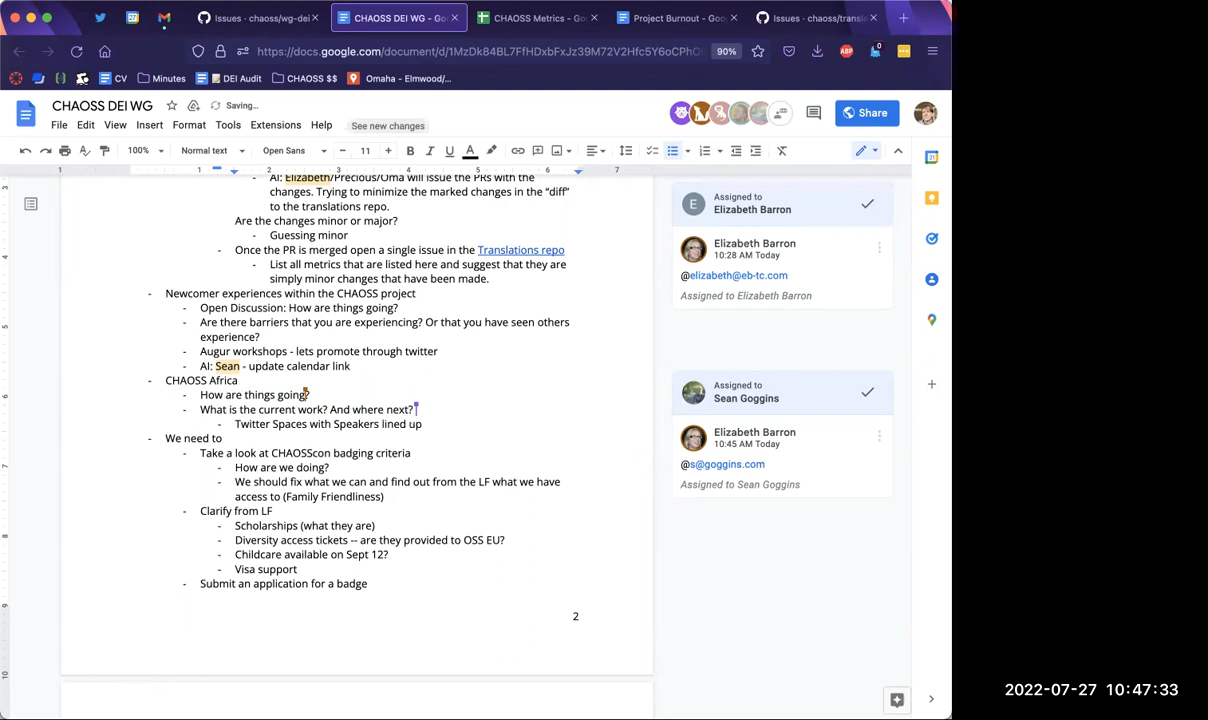 Issues · chaoss/wg-dei
CHAOSS DEI WG - Go
CHAOSS Metrics - Go
Project Burnout - Goo
Issues · chaoss/transla
https://docs.google.com/document/d/1MzDk84BL7FfHDxbFxJz39M72V2Hfc5Y6oCPhO
90%
ABP
0
CV
Minutes
DEI Audit
CHAOSS $$
Omaha - Elmwood/...
CHAOSS DEI WG
Saving...
Share
File Edit View Insert Format Tools Extensions Help
See new changes
100%
Normal text
Open Sans
11
1 1 2 3 4 5 6 7
AI: Elizabeth/Precious/Oma will issue the PRs with the
changes. Trying to minimize the marked changes in the “diff”
to the translations repo.
Are the changes minor or major?
- Guessing minor
- Once the PR is merged open a single issue in the Translations repo
- List all metrics that are listed here and suggest that they are
simply minor changes that have been made.
- Newcomer experiences within the CHAOSS project
- Open Discussion: How are things going?
- Are there barriers that you are experiencing? Or that you have seen others
experience?
- Augur workshops - lets promote through twitter
- AI: Sean - update calendar link
- CHAOSS Africa
- How are things going?
- What is the current work? And where next?
- Twitter Spaces with Speakers lined up
- We need to
- Take a look at CHAOSScon badging criteria
- How are we doing?
- We should fix what we can and find out from the LF what we have
access to (Family Friendliness)
- Clarify from LF
- Scholarships (what they are)
- Diversity access tickets -- are they provided to OSS EU?
- Childcare available on Sept 12?
- Visa support
- Submit an application for a badge
2
E
Assigned to
Elizabeth Barron
Elizabeth Barron
10:28 AM Today
@elizabeth@eb-tc.com
Assigned to Elizabeth Barron
Assigned to
Sean Goggins
Elizabeth Barron
10:45 AM Today
@s@goggins.com
Assigned to Sean Goggins
2022-07-27 10:47:33